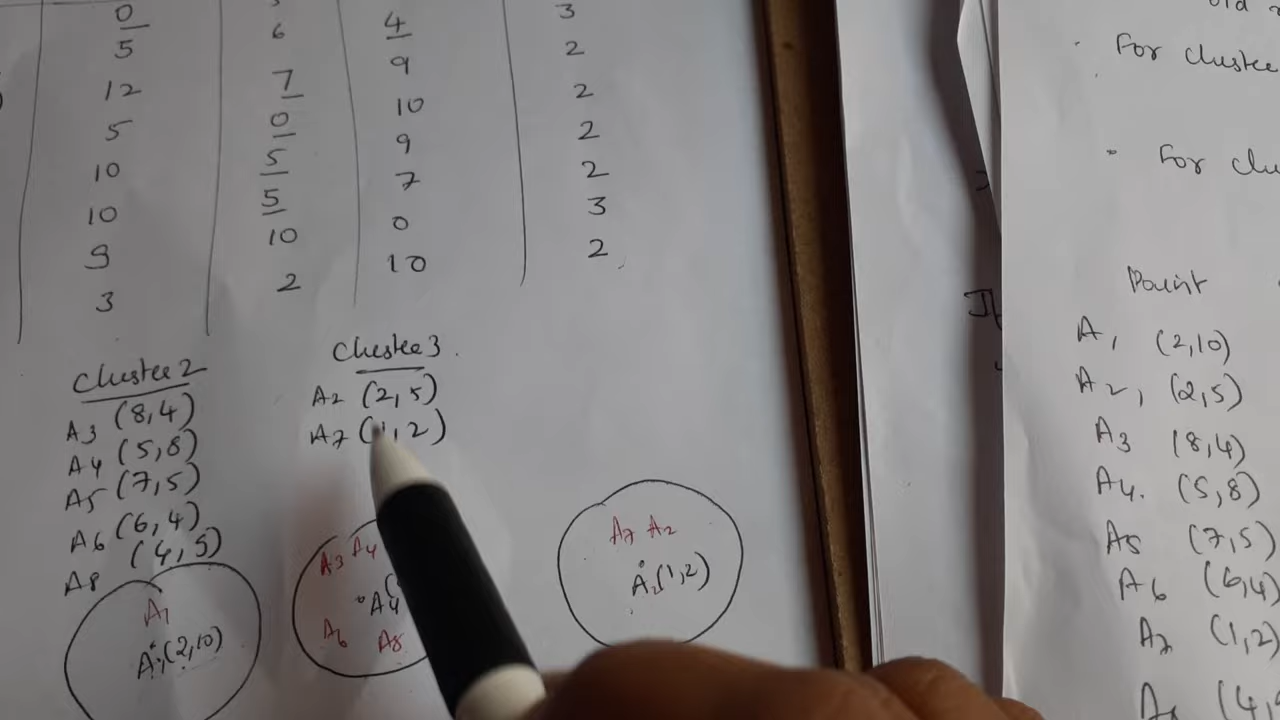 0 4 3
5 6 9 2
12 7 10 2
5 0 9 2
10 5 7 2
10 5 0 3
9 10 10 2
3 2
Cluster 2
A3 (8,4)
A4 (5,8)
A5 (7,5)
A6 (6,4)
A8 (4,5)
Cluster 3.
A2 (2,5)
A7 (1,2)
A1
A1(2,10)
A3 A4
A4
A6 A8
A7 A2
(1,2)
For cluste
For clu
Point
A1 (2,10)
A2, (2,5)
A3 (8,4)
A4. (5,8)
A5 (7,5)
A6 (6,4)
A7 (1,2)
(4,